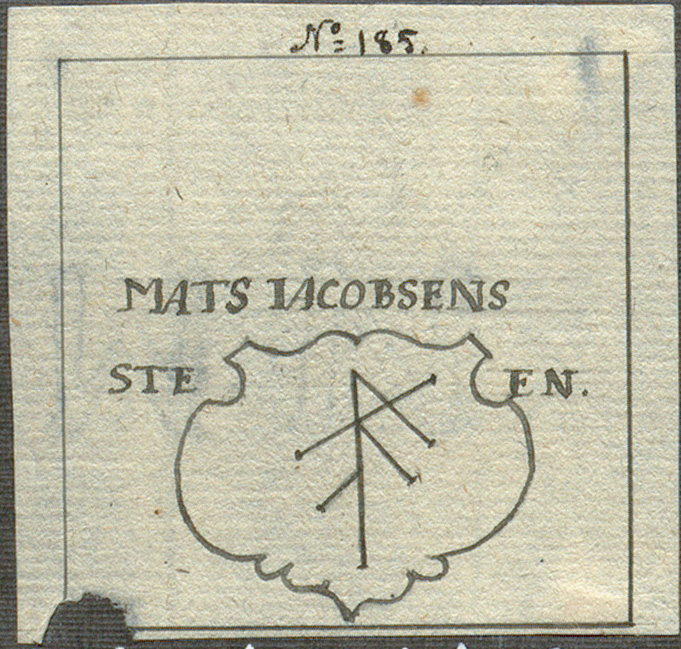 No= 185.
MATS IACOBSENS
STE EN.